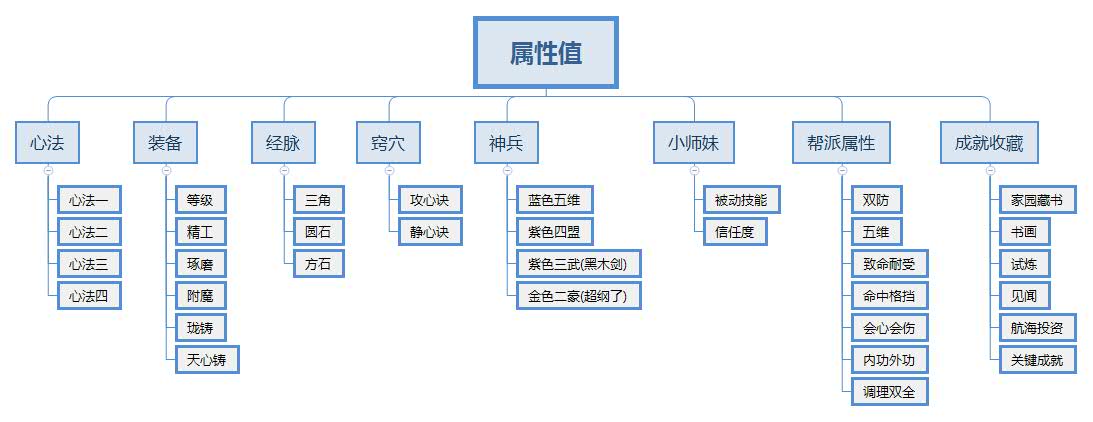 属性值
心法
心法一
心法二
心法三
心法四
装备
等级
精工
琢磨
附魔
珑铸
天心铸
经脉
三角
圆石
方石
窍穴
攻心诀
静心诀
神兵
蓝色五维
紫色四盟
紫色三武(黑木剑)
金色二豪(超纲了)
小师妹
被动技能
信任度
帮派属性
双防
五维
致命耐受
命中格挡
会心会伤
内功外功
调理双全
成就收藏
家园藏书
书画
试炼
见闻
航海投资
关键成就